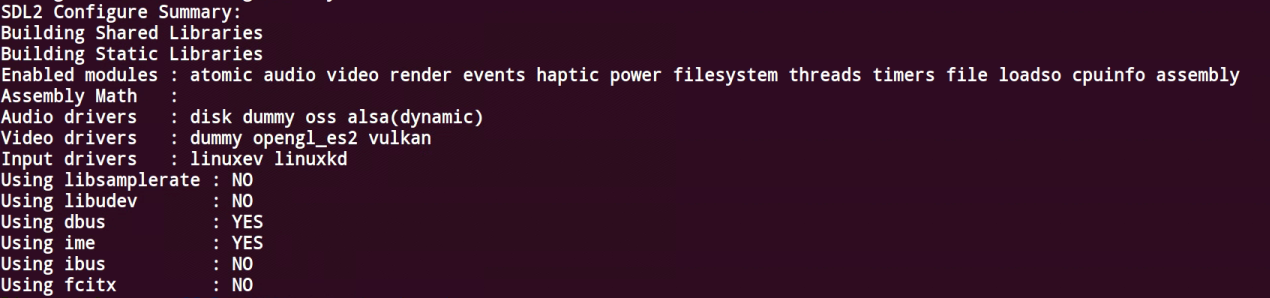 SDL2 Configure Summary:
Building Shared Libraries
Building Static Libraries
Enabled modules : atomic audio video render events haptic power filesystem threads timers file loadso cpuinfo assembly
Assembly Math   :
Audio drivers   : disk dummy oss alsa(dynamic)
Video drivers   : dummy opengl_es2 vulkan
Input drivers   : linuxev linuxkd
Using libsamplerate : NO
Using libudev       : NO
Using dbus          : YES
Using ime           : YES
Using ibus          : NO
Using fcitx         : NO